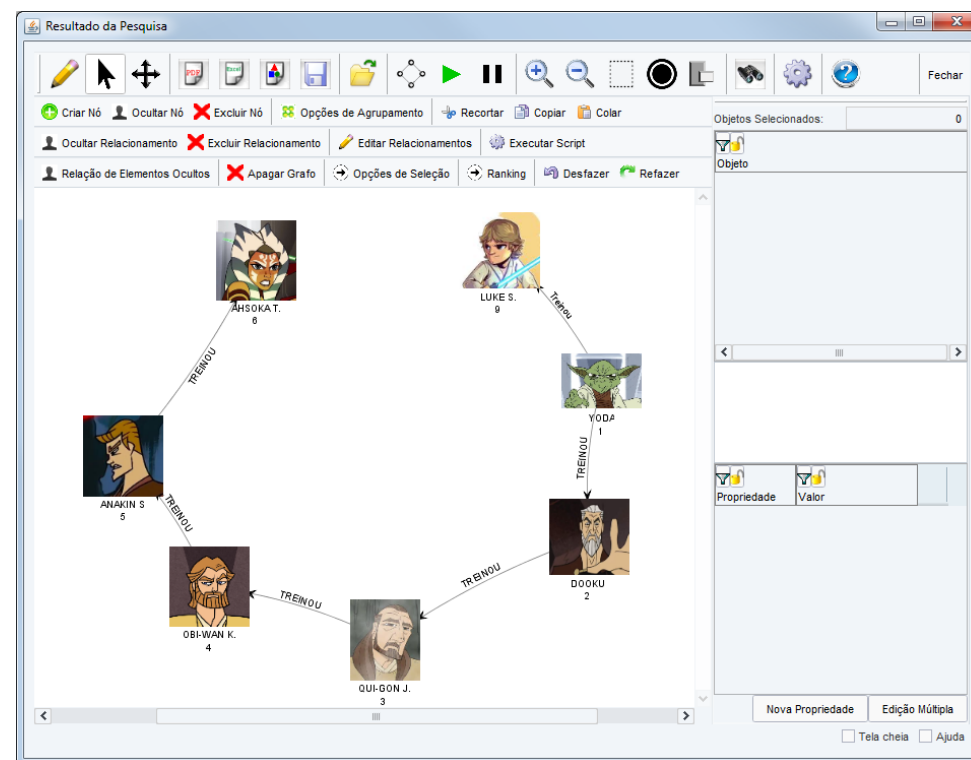 Resultado da Pesquisa
PDF
Excel
Fechar
Criar Nó Ocultar Nó Excluir Nó Opções de Agrupamento Recortar Copiar Colar
Ocultar Relacionamento Excluir Relacionamento Editar Relacionamentos Executar Script
Relação de Elementos Ocultos Apagar Grafo Opções de Seleção Ranking Desfazer Refazer
Objetos Selecionados: 0
Objeto
AHSOKA T.
6
LUKE S.
9
Treinou
TREINOU
YODA
1
TREINOU
ANAKIN S
5
TREINOU
DOOKU
2
TREINOU
TREINOU
OBI-WAN K.
4
QUI-GON J.
3
Propriedade Valor
Nova Propriedade Edição Múltipla
Tela cheia Ajuda